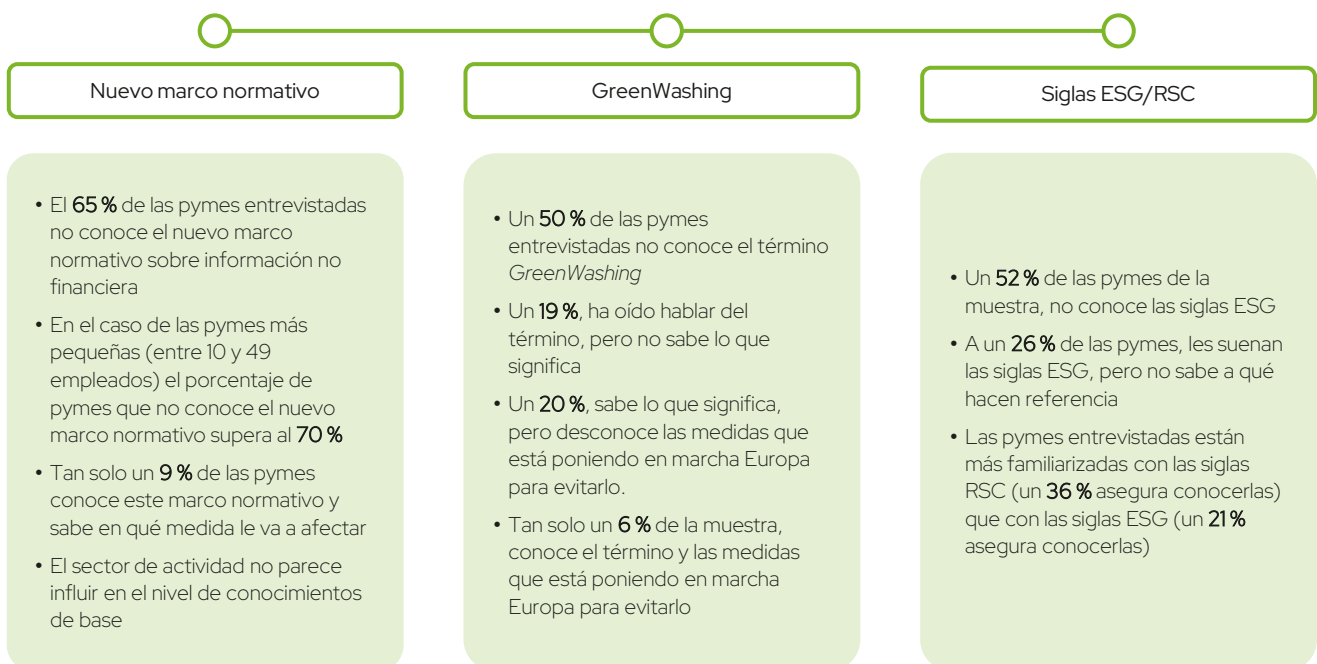 Nuevo marco normativo
• El 65 % de las pymes entrevistadas
no conoce el nuevo marco
normativo sobre información no
financiera
• En el caso de las pymes más
pequeñas (entre 10 y 49
empleados) el porcentaje de
pymes que no conoce el nuevo
marco normativo supera al 70 %
• Tan solo un 9 % de las pymes
conoce este marco normativo y
sabe en qué medida le va a afectar
• El sector de actividad no parece
influir en el nivel de conocimientos
de base
GreenWashing
• Un 50 % de las pymes
entrevistadas no conoce el término
GreenWashing
• Un 19 %, ha oído hablar del
término, pero no sabe lo que
significa
• Un 20 %, sabe lo que significa,
pero desconoce las medidas que
está poniendo en marcha Europa
para evitarlo.
• Tan solo un 6 % de la muestra,
conoce el término y las medidas
que está poniendo en marcha
Europa para evitarlo
Siglas ESG/RSC
• Un 52 % de las pymes de la
muestra, no conoce las siglas ESG
• A un 26 % de las pymes, les suenan
las siglas ESG, pero no sabe a qué
hacen referencia
• Las pymes entrevistadas están
más familiarizadas con las siglas
RSC (un 36 % asegura conocerlas)
que con las siglas ESG (un 21 %
asegura conocerlas)